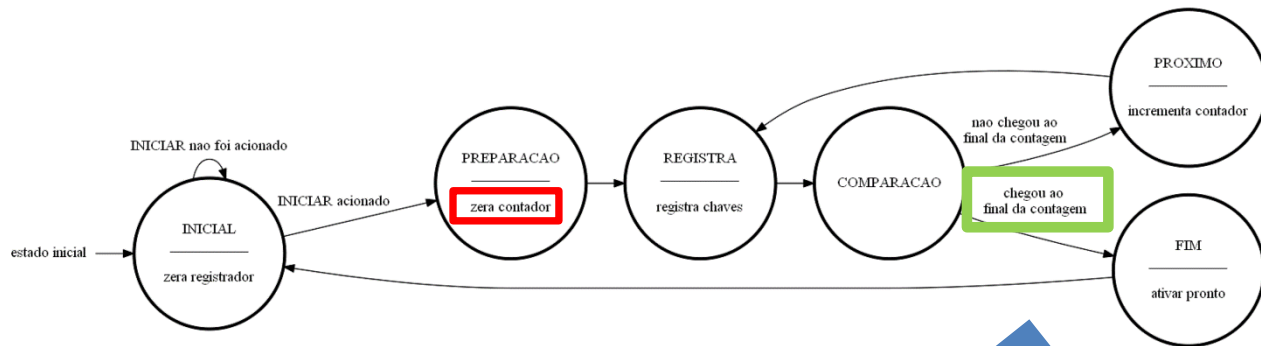 estado inicial
INICIAR nao foi acionado
INICIAL
zera registrador
INICIAR acionado
PREPARACAO
zera contador
REGISTRA
registra chaves
COMPARACAO
nao chegou ao
final da contagem
chegou ao
final da contagem
PROXIMO
incrementa contador
FIM
ativar pronto